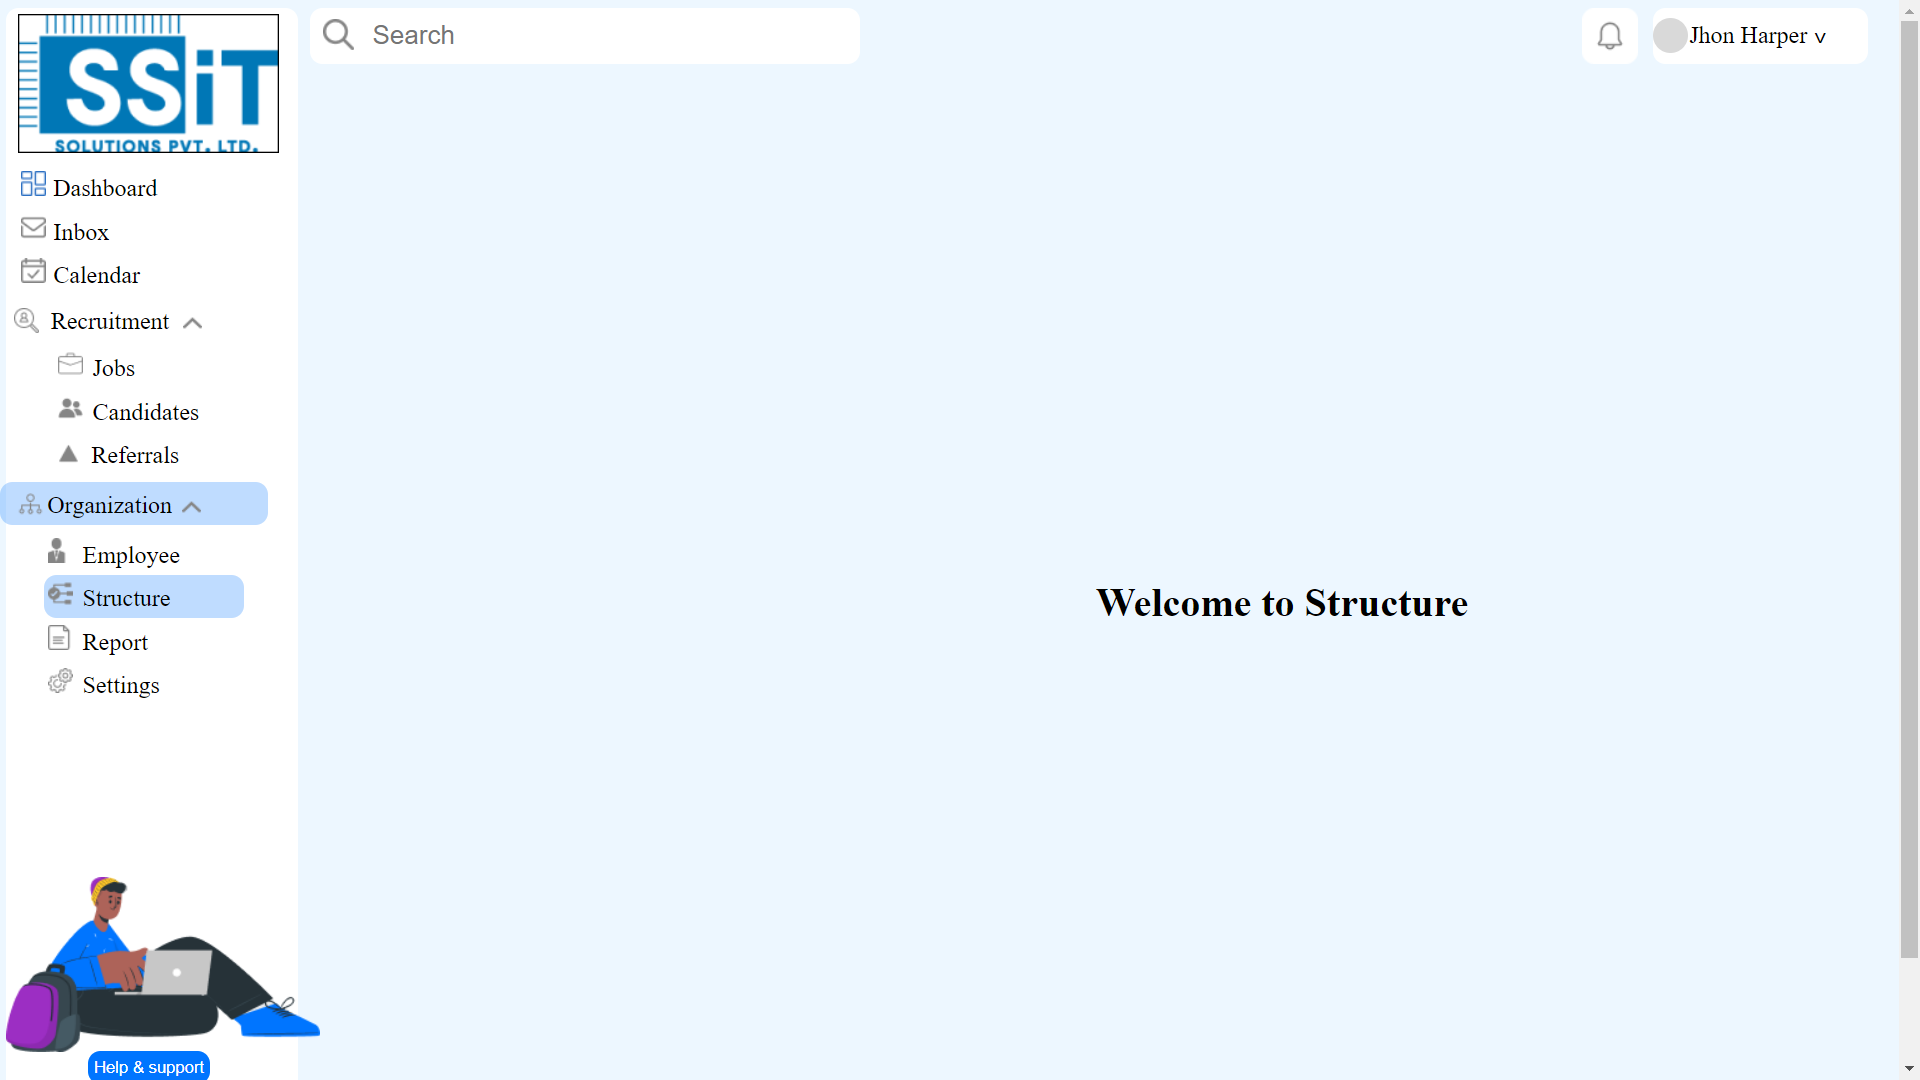 SSiT
SOLUTIONS PVT. LTD.
Search
Jhon Harper v
Dashboard
Inbox
Calendar
Recruitment
Jobs
Candidates
Referrals
Organization
Employee
Structure
Report
Settings
Welcome to Structure
Help & support